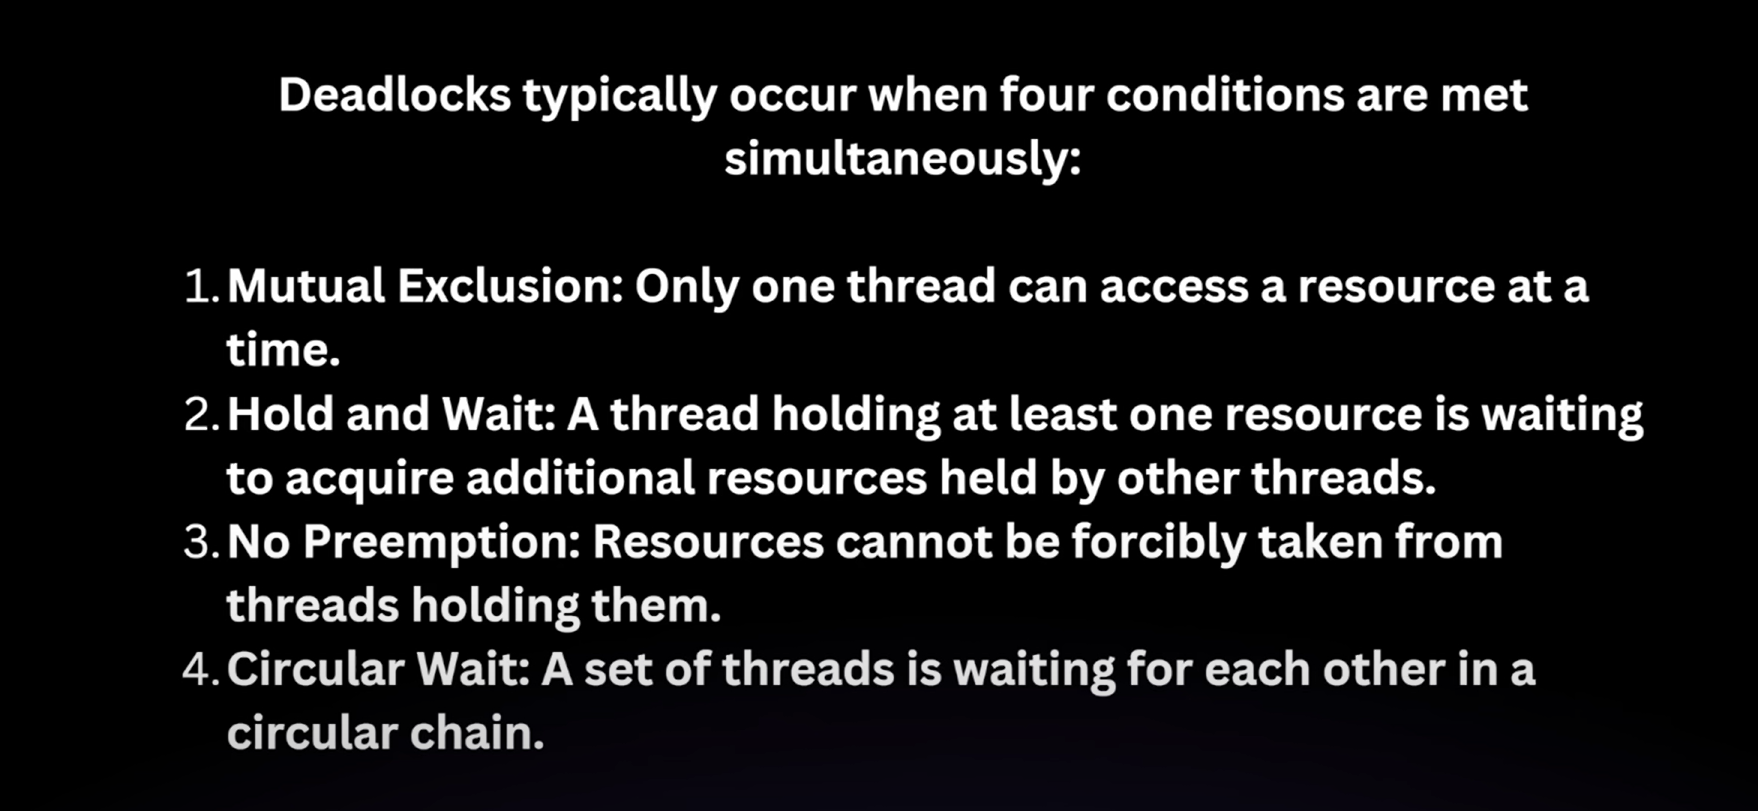 Deadlocks typically occur when four conditions are met
simultaneously:
1. Mutual Exclusion: Only one thread can access a resource at a
time.
2. Hold and Wait: A thread holding at least one resource is waiting
to acquire additional resources held by other threads.
3. No Preemption: Resources cannot be forcibly taken from
threads holding them.
4. Circular Wait: A set of threads is waiting for each other in a
circular chain.